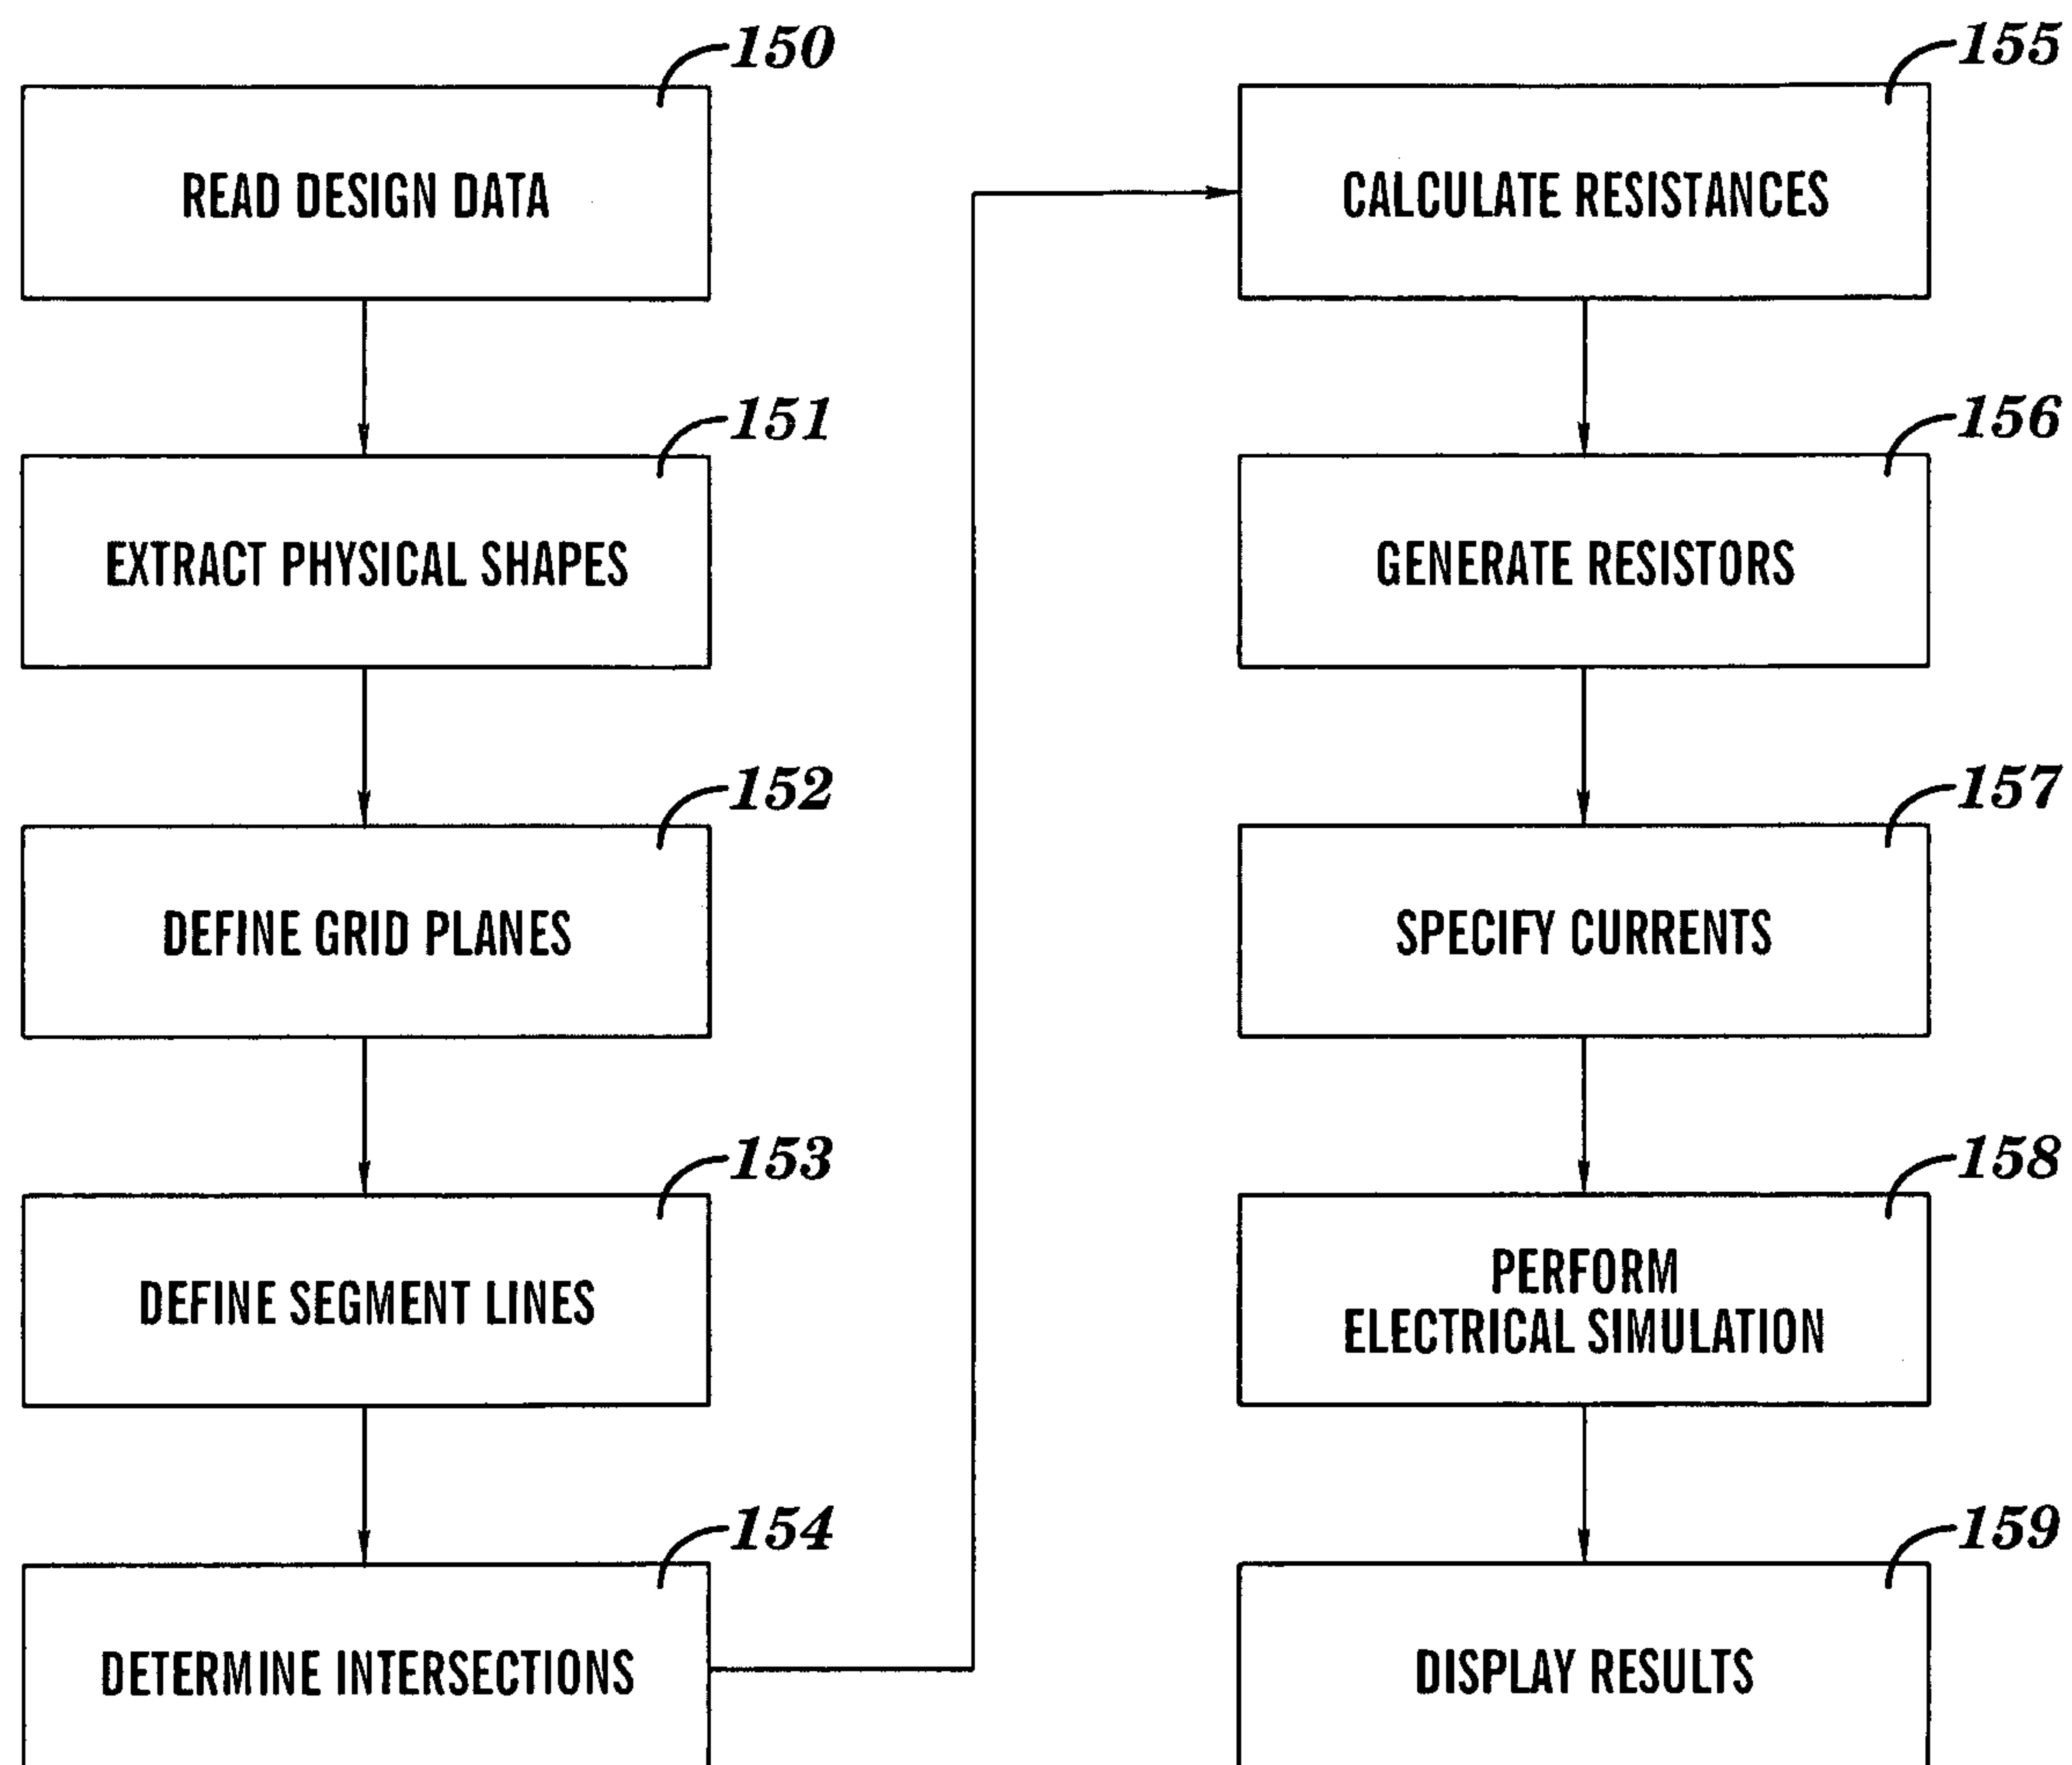 150
READ DESIGN DATA
151
EXTRACT PHYSICAL SHAPES
152
DEFINE GRID PLANES
153
DEFINE SEGMENT LINES
154
DETERMINE INTERSECTIONS
155
CALCULATE RESISTANCES
156
GENERATE RESISTORS
157
SPECIFY CURRENTS
158
PERFORM
ELECTRICAL SIMULATION
159
DISPLAY RESULTS